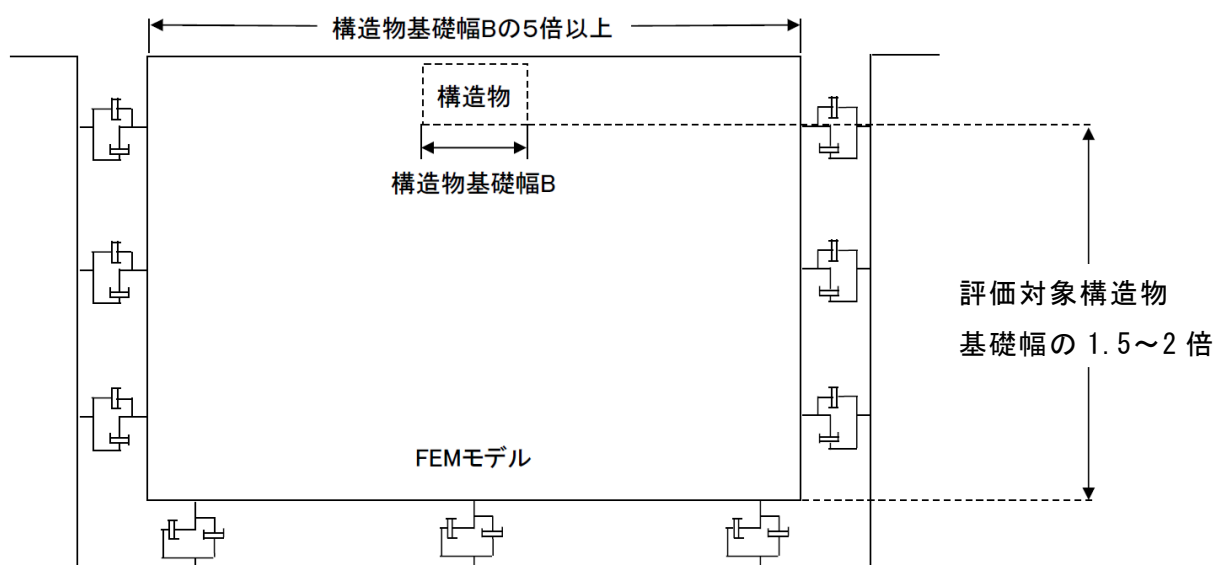 構造物基礎幅Bの5倍以上
構造物
構造物基礎幅B
評価対象構造物
基礎幅の 1.5～2 倍
FEMモデル